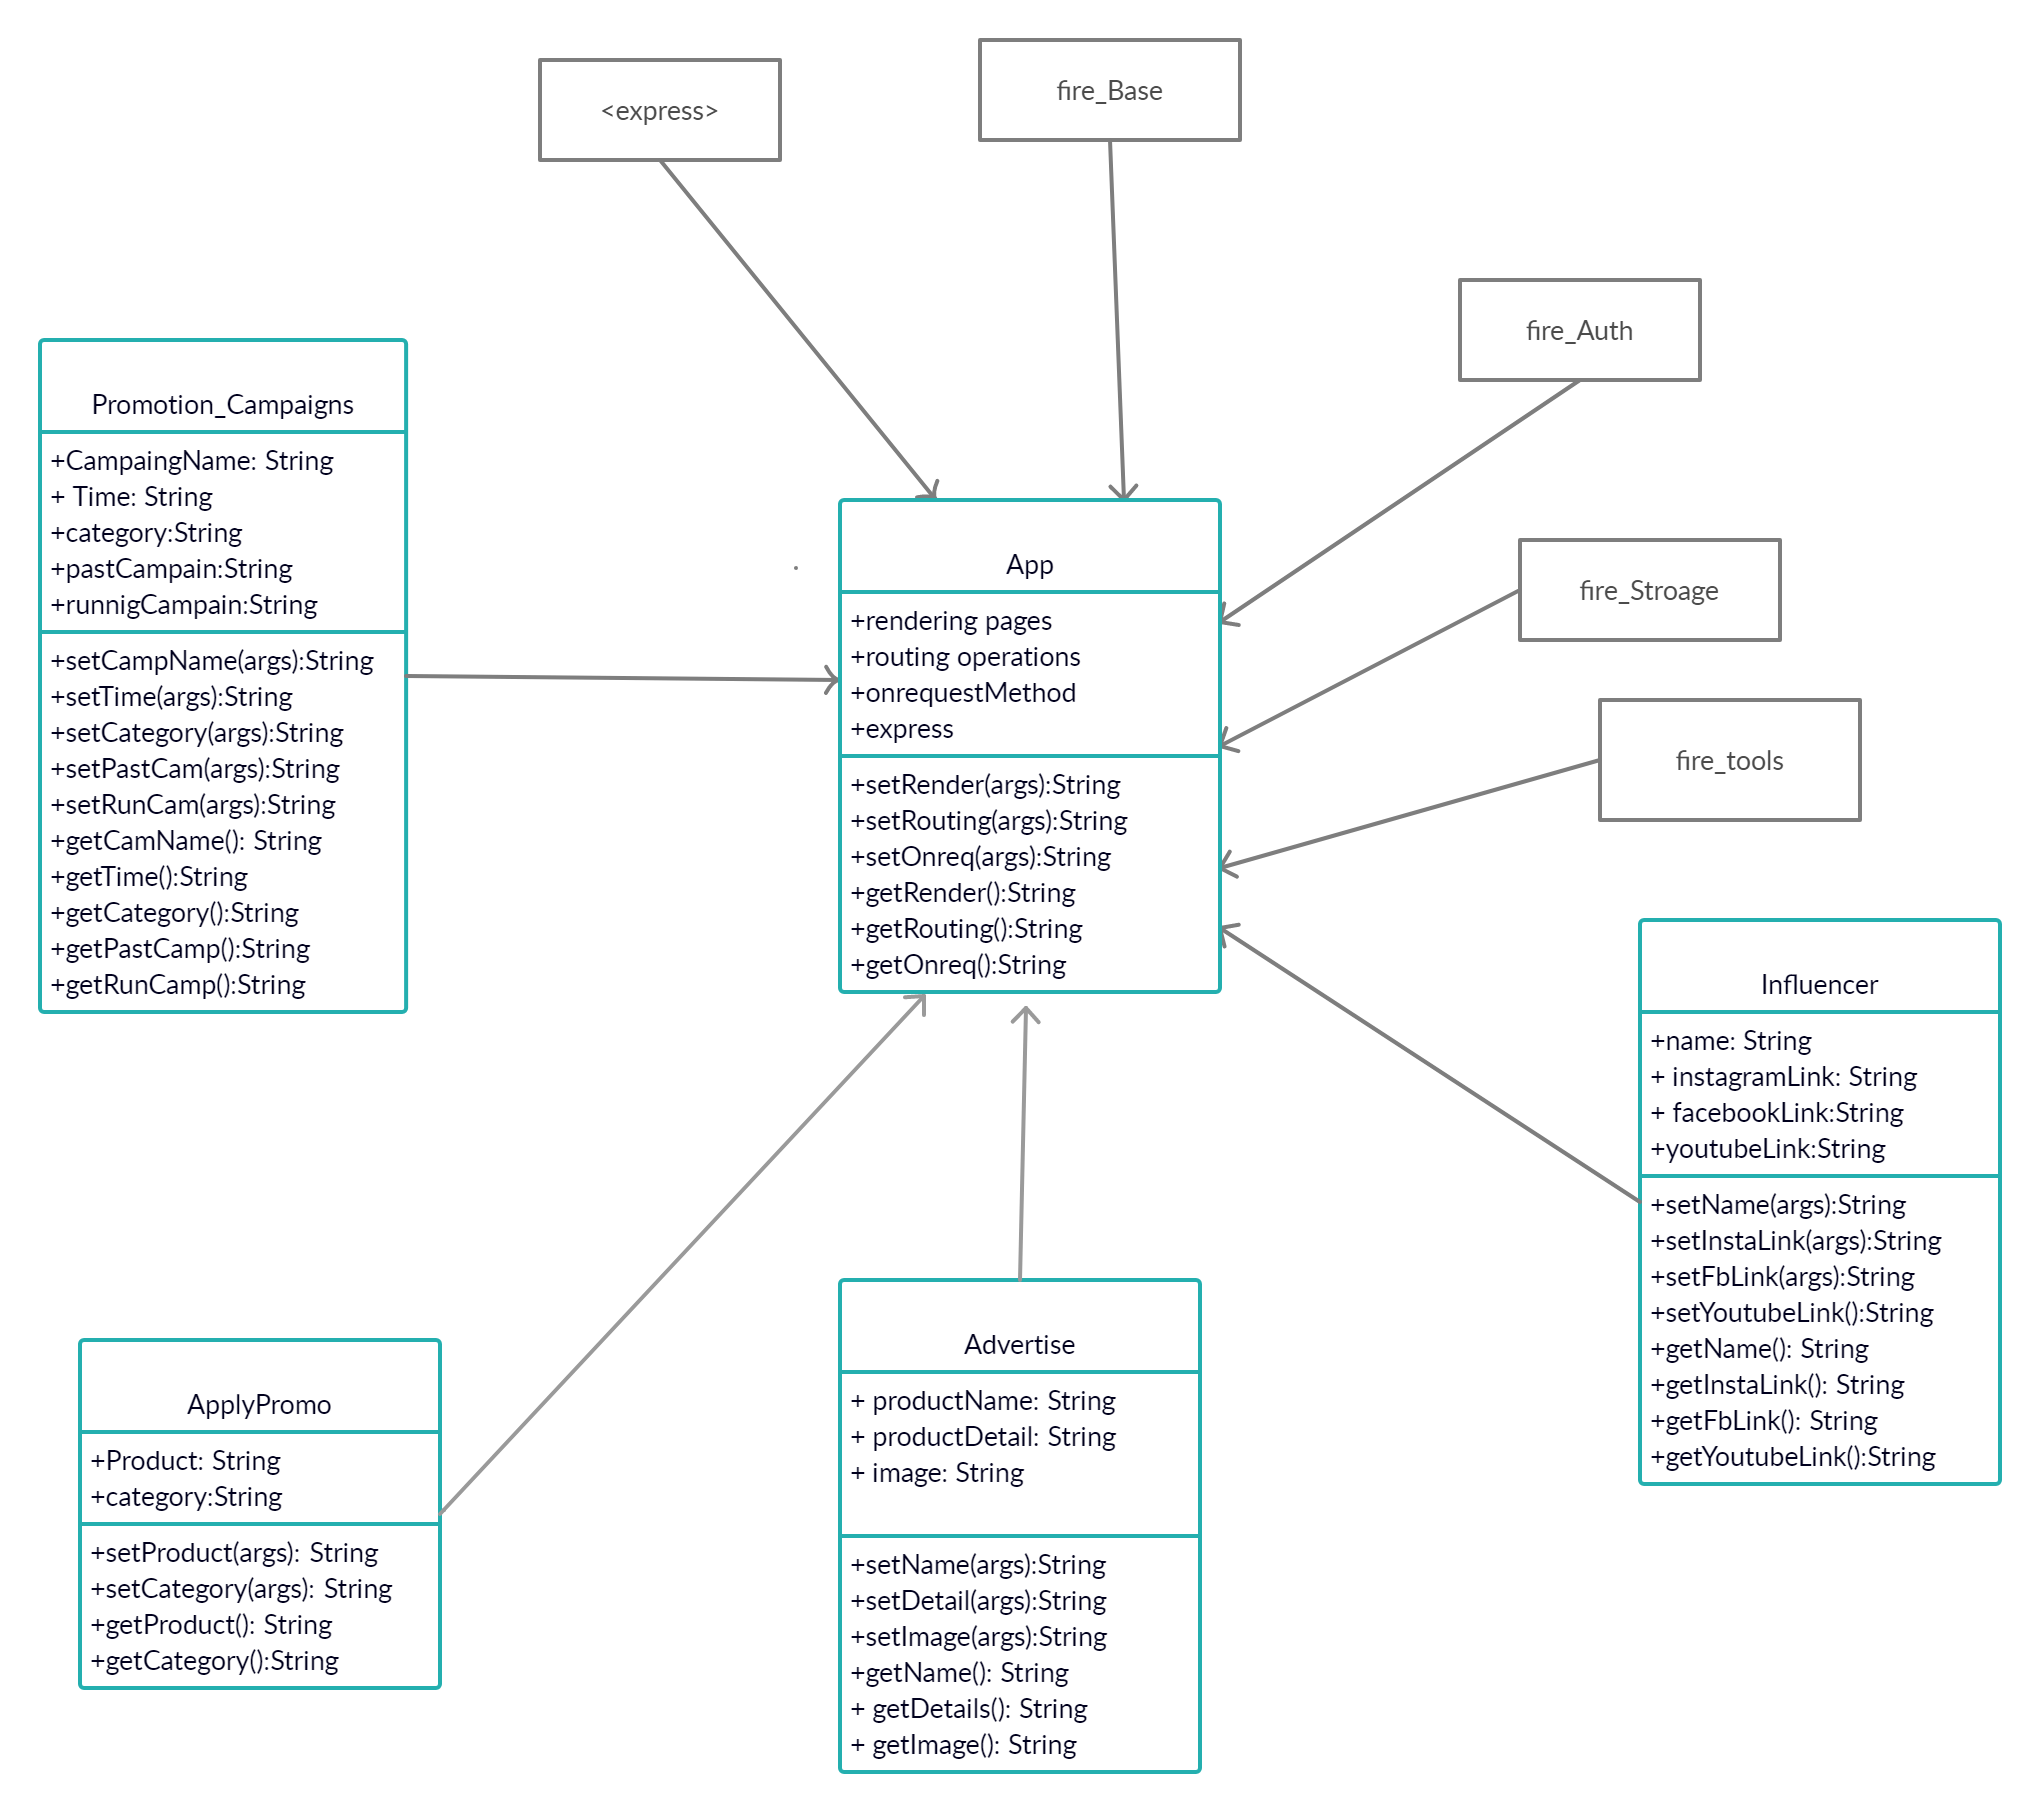 <express>
fire_Base
fire_Auth
Promotion_Campaigns
+CampaingName: String
+ Time: String
+category:String
+pastCampain:String
+runnigCampain:String
+setCampName(args):String
+setTime(args):String
+setCategory(args):String
+setPastCam(args):String
+setRunCam(args):String
+getCamName(): String
+getTime():String
+getCategory():String
+getPastCamp():String
+getRunCamp():String
App
+rendering pages
+routing operations
+onrequestMethod
+express
+setRender(args):String
+setRouting(args):String
+setOnreq(args):String
+getRender():String
+getRouting():String
+getOnreq():String
fire_Stroage
fire_tools
Influencer
+name: String
+ instagramLink: String
+ facebookLink:String
+youtubeLink:String
+setName(args):String
+setInstaLink(args):String
+setFbLink(args):String
+setYoutubeLink():String
+getName(): String
+getInstaLink(): String
+getFbLink(): String
+getYoutubeLink():String
ApplyPromo
+Product: String
+category:String
+setProduct(args): String
+setCategory(args): String
+getProduct(): String
+getCategory():String
Advertise
+ productName: String
+ productDetail: String
+ image: String
+setName(args):String
+setDetail(args):String
+setImage(args):String
+getName(): String
+ getDetails(): String
+ getImage(): String